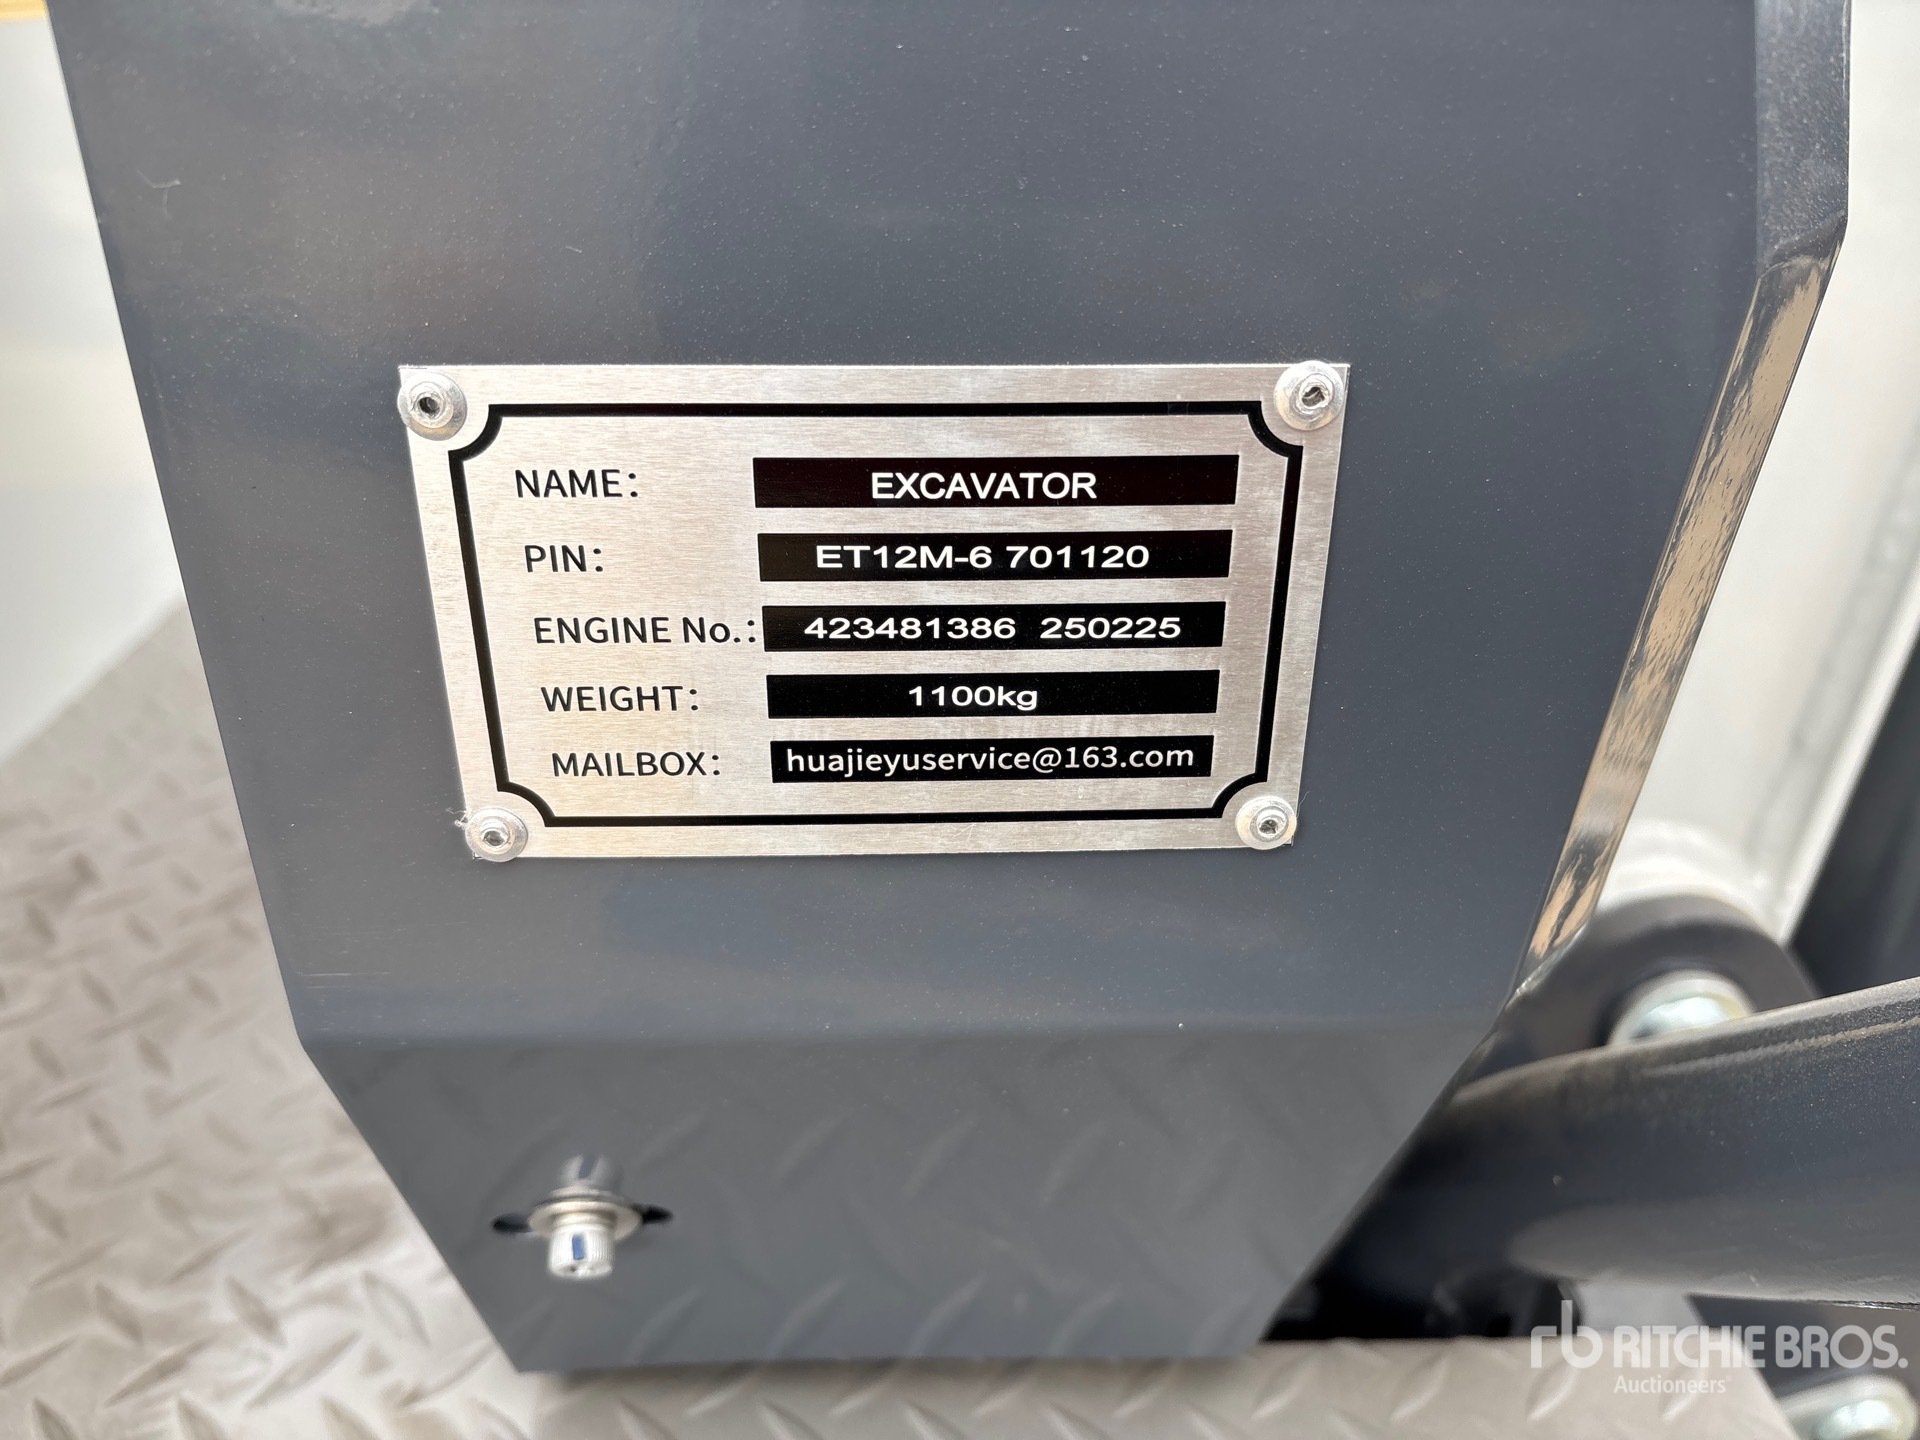 NAME: EXCAVATOR
PIN: ET12M-6 701120
ENGINE No.: 423481386 250225
WEIGHT: 1100kg
MAILBOX: huajieyuservice@163.com
rb RITCHIE BROS.
Auctioneers